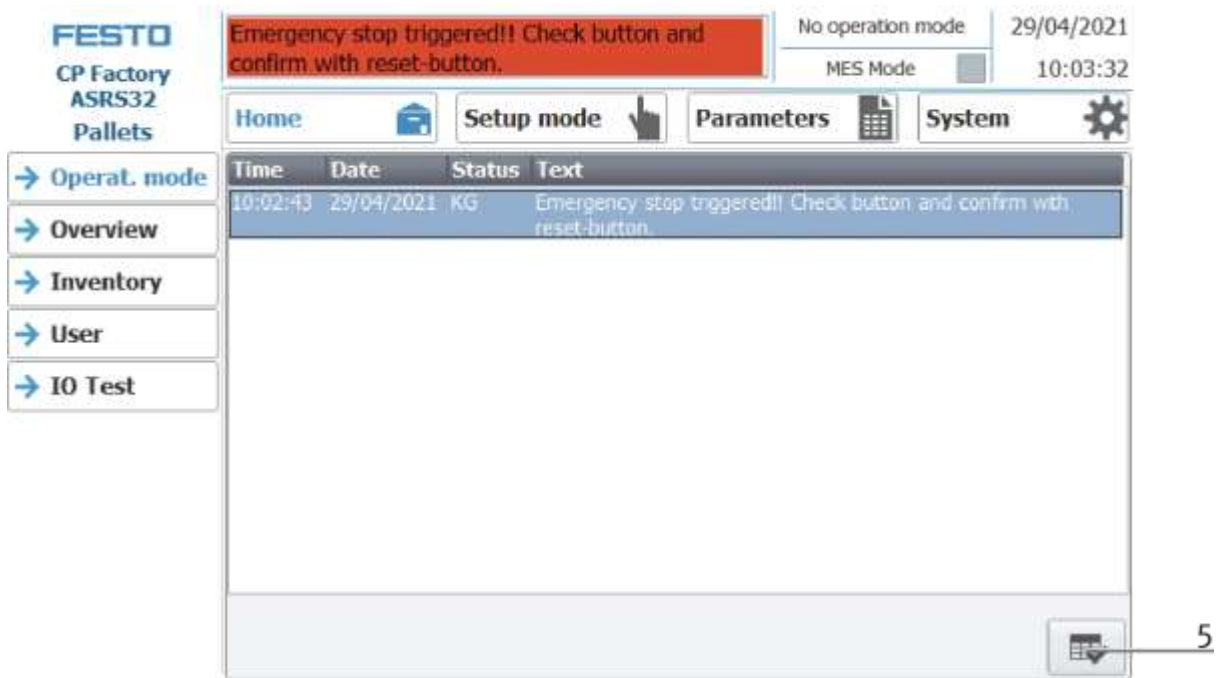 FESTO
CP Factory
ASRS32
Pallets
Emergency stop triggered!! Check button and
confirm with reset-button.
No operation mode
MES Mode
29/04/2021
10:03:32
Home
Setup mode
Parameters
System
Operat. mode
Overview
Inventory
User
IO Test
Time Date Status Text
10:02:43 29/04/2021 KG Emergency stop triggered!! Check button and confirm with
reset-button.
5